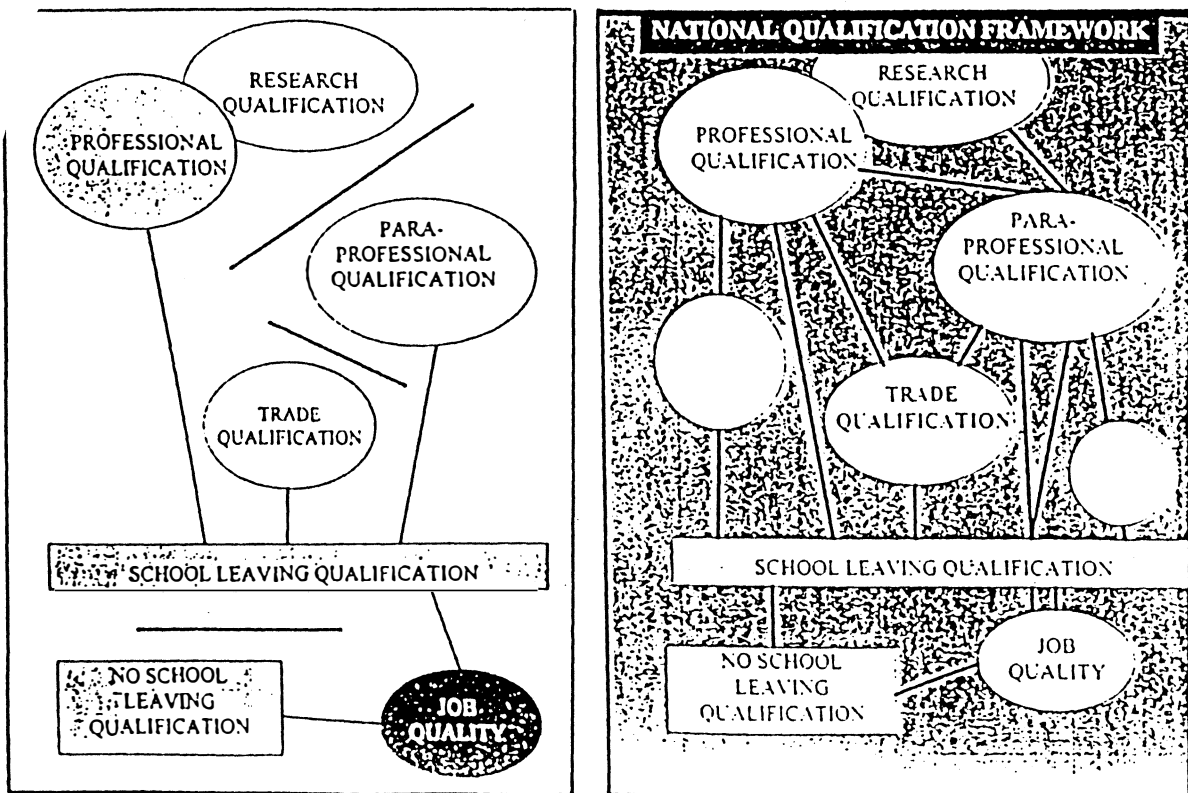 RESEARCH
QUALIFICATION
PROFESSIONAL
QUALIFICATION
PARA-
PROFESSIONAL
QUALIFICATION
TRADE
QUALIFICATION
SCHOOL LEAVING QUALIFICATION
NO SCHOOL
LEAVING
QUALIFICATION
JOB
QUALITY
NATIONAL QUALIFICATION FRAMEWORK
RESEARCH
QUALIFICATION
PROFESSIONAL
QUALIFICATION
PARA-
PROFESSIONAL
QUALIFICATION
TRADE
QUALIFICATION
SCHOOL LEAVING QUALIFICATION
NO SCHOOL
LEAVING
QUALIFICATION
JOB
QUALITY